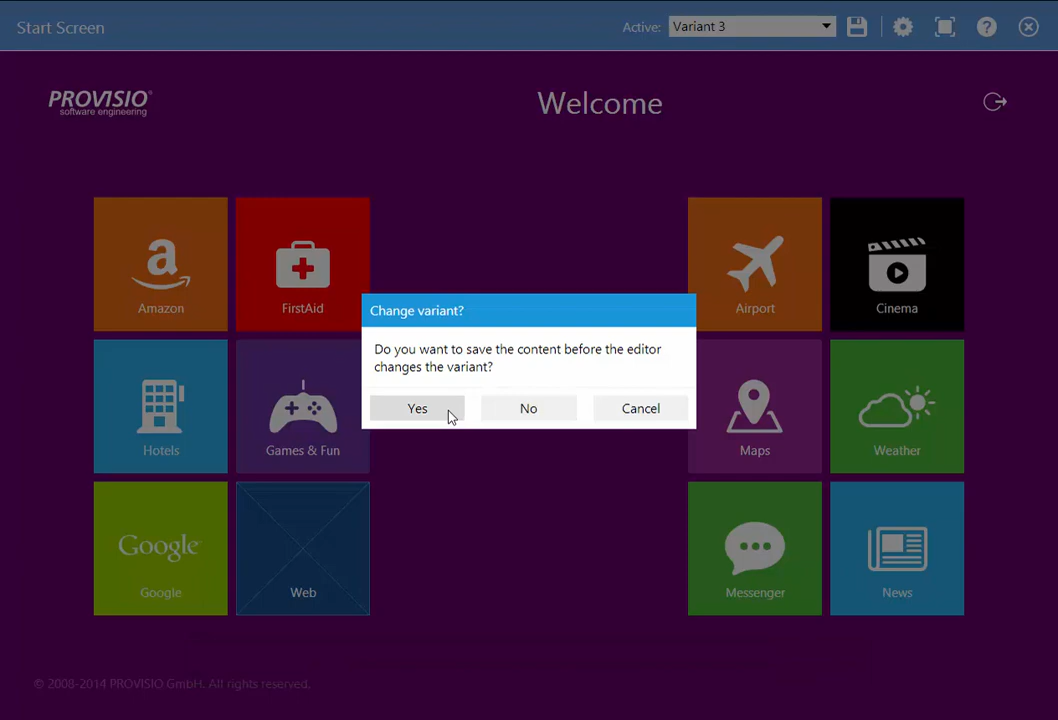 Start Screen
Active:
Variant 3
PROVISIO
software engineering
Welcome
Amazon
FirstAid
Airport
Cinema
Change variant?
Do you want to save the content before the editor
changes the variant?
Yes
No
Cancel
Hotels
Games & Fun
Maps
Weather
Google
Google
Web
Messenger
News
© 2008-2014 PROVISIO GmbH. All rights reserved.